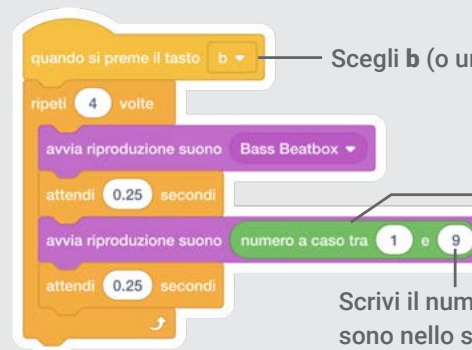 quando si preme il tasto b
Scegli b (o un
ripeti 4 volte
avvia riproduzione suono Bass Beatbox
attendi 0.25 secondi
avvia riproduzione suono numero a caso tra 1 e 9
attendi 0.25 secondi
Scrivi il num
sono nello s